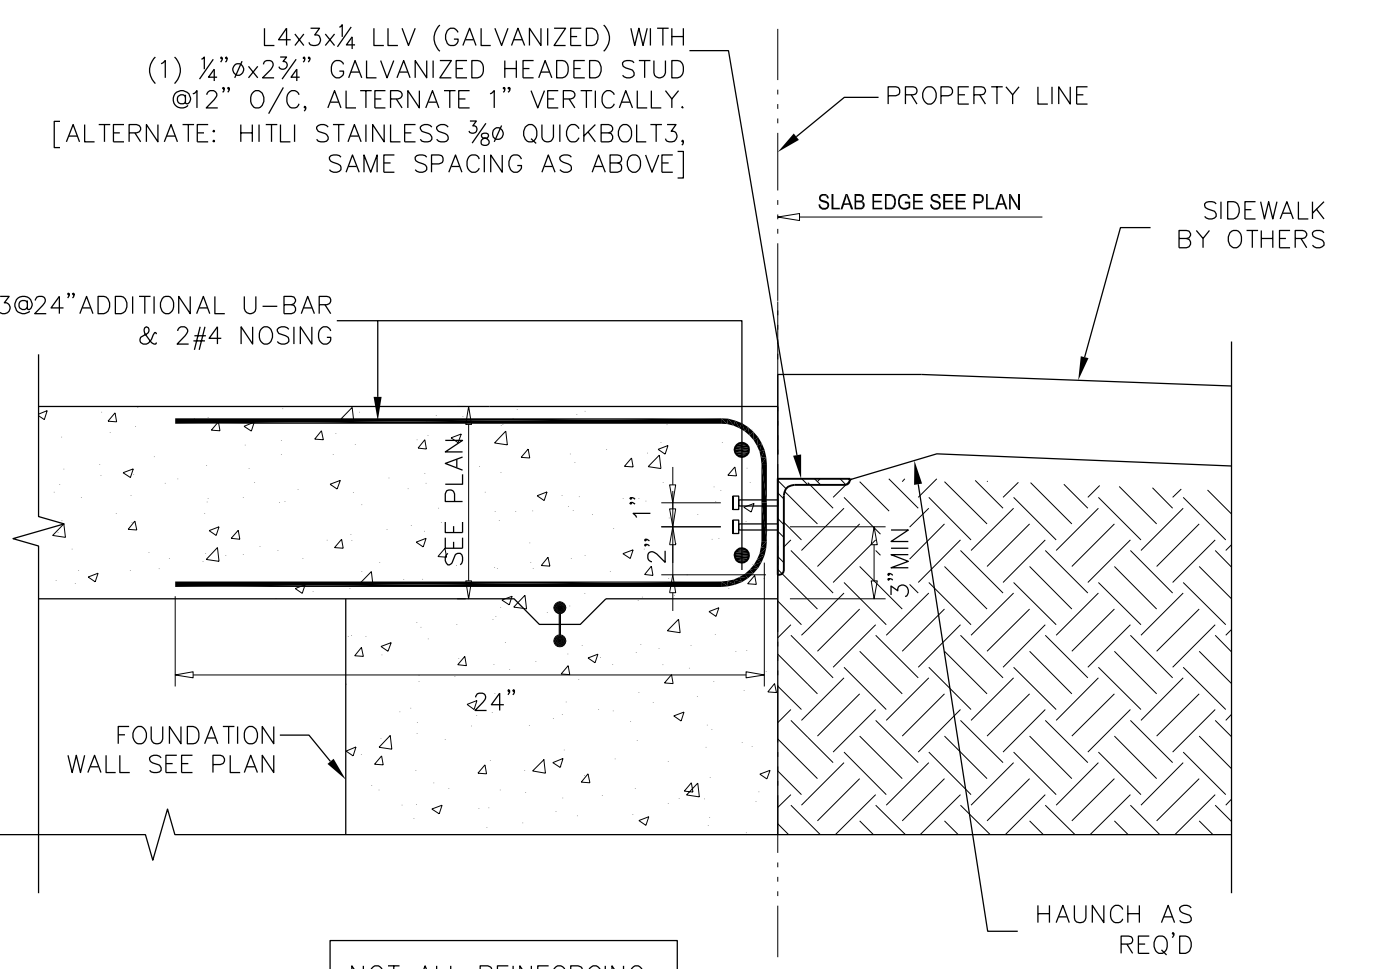 L4x3x¼ LLV (GALVANIZED) WITH
(1) ¼"øx2¾" GALVANIZED HEADED STUD
@12" O/C, ALTERNATE 1" VERTICALLY.
[ALTERNATE: HITLI STAINLESS ⅜ø QUICKBOLT3,
SAME SPACING AS ABOVE]
PROPERTY LINE
SLAB EDGE SEE PLAN
SIDEWALK
BY OTHERS
3@24"ADDITIONAL U-BAR
& 2#4 NOSING
SEE PLAN
1"
2"
3"MIN
24"
FOUNDATION
WALL SEE PLAN
HAUNCH AS
REQ'D
NOT ALL REINFORCING